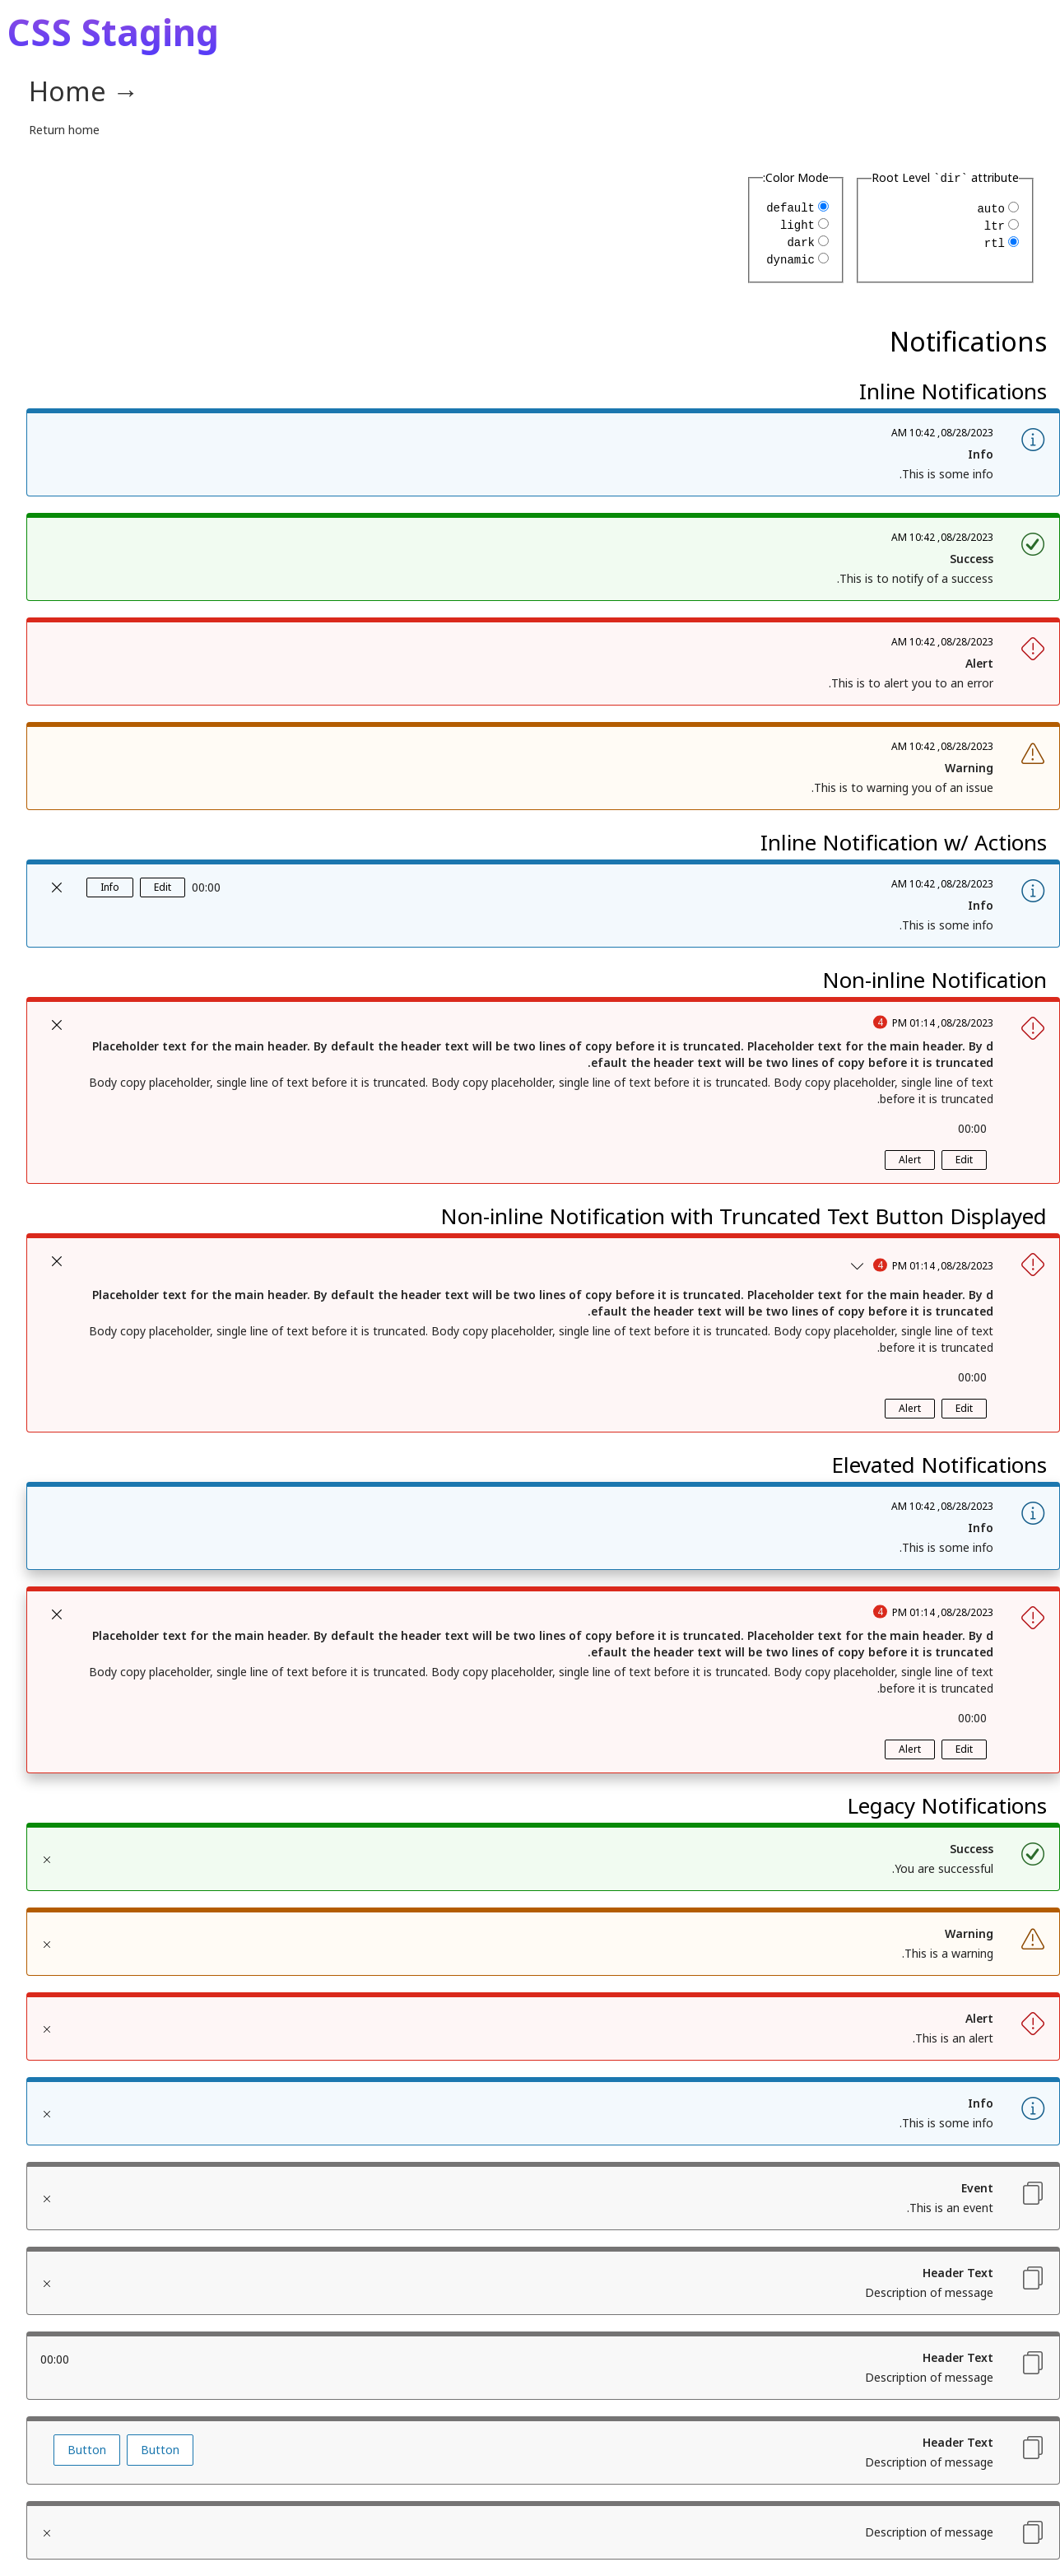 CSS Staging
Home →
Return home
:Color Mode
default
light
dark
dynamic
Root Level `dir` attribute
auto
ltr
rtl
Notifications
Inline Notifications
AM 10:42 ,08/28/2023
Info
.This is some info
AM 10:42 ,08/28/2023
Success
.This is to notify of a success
AM 10:42 ,08/28/2023
Alert
.This is to alert you to an error
AM 10:42 ,08/28/2023
Warning
.This is to warning you of an issue
Inline Notification w/ Actions
Info Edit 00:00
AM 10:42 ,08/28/2023
Info
.This is some info
Non-inline Notification
4 PM 01:14 ,08/28/2023
Placeholder text for the main header. By default the header text will be two lines of copy before it is truncated. Placeholder text for the main header. By d
.efault the header text will be two lines of copy before it is truncated
Body copy placeholder, single line of text before it is truncated. Body copy placeholder, single line of text before it is truncated. Body copy placeholder, single line of text
.before it is truncated
00:00
Alert Edit
Non-inline Notification with Truncated Text Button Displayed
4 PM 01:14 ,08/28/2023
Placeholder text for the main header. By default the header text will be two lines of copy before it is truncated. Placeholder text for the main header. By d
.efault the header text will be two lines of copy before it is truncated
Body copy placeholder, single line of text before it is truncated. Body copy placeholder, single line of text before it is truncated. Body copy placeholder, single line of text
.before it is truncated
00:00
Alert Edit
Elevated Notifications
AM 10:42 ,08/28/2023
Info
.This is some info
4 PM 01:14 ,08/28/2023
Placeholder text for the main header. By default the header text will be two lines of copy before it is truncated. Placeholder text for the main header. By d
.efault the header text will be two lines of copy before it is truncated
Body copy placeholder, single line of text before it is truncated. Body copy placeholder, single line of text before it is truncated. Body copy placeholder, single line of text
.before it is truncated
00:00
Alert Edit
Legacy Notifications
Success
.You are successful
Warning
.This is a warning
Alert
.This is an alert
Info
.This is some info
Event
.This is an event
Header Text
Description of message
00:00
Header Text
Description of message
Button Button
Header Text
Description of message
Description of message